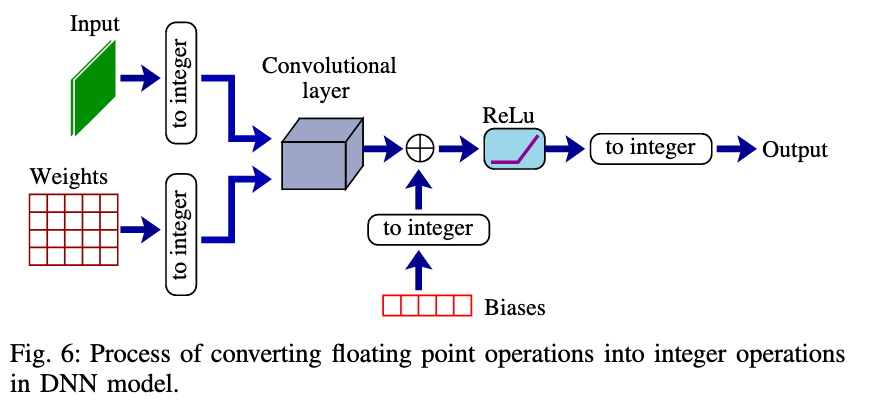 Input
to integer
Convolutional
layer
ReLu
to integer
Output
Weights
to integer
to integer
Biases
Fig. 6: Process of converting floating point operations into integer operations
in DNN model.